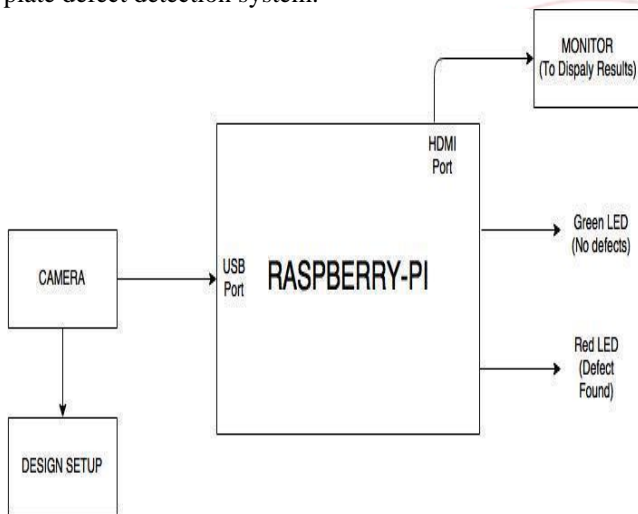 plate defect detection system.
MONITOR
(To Dispaly Results)
HDMI
Port
Green LED
(No defects)
USB
Port
RASPBERRY-PI
CAMERA
Red LED
(Defect
Found)
DESIGN SETUP